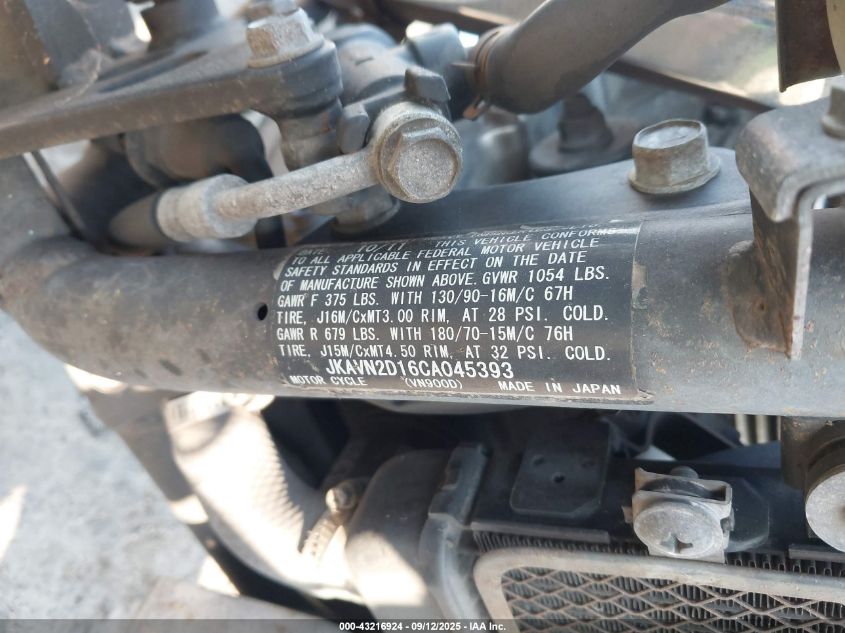 DATE 10/11 THIS VEHICLE CONFORMS
TO ALL APPLICABLE FEDERAL MOTOR VEHICLE
SAFETY STANDARDS IN EFFECT ON THE DATE
OF MANUFACTURE SHOWN ABOVE. GVWR 1054 LBS.
GAWR F 375 LBS. WITH 130/90-16M/C 67H
TIRE, J16M/CxMT3.00 RIM, AT 28 PSI. COLD.
GAWR R 679 LBS. WITH 180/70-15M/C 76H
TIRE, J15M/CxMT4.50 RIM, AT 32 PSI. COLD.
JKAVN2D16CA045393
MOTOR CYCLE (VN900D) MADE IN JAPAN
000-43216924 - 09/12/2025 - IAA Inc.